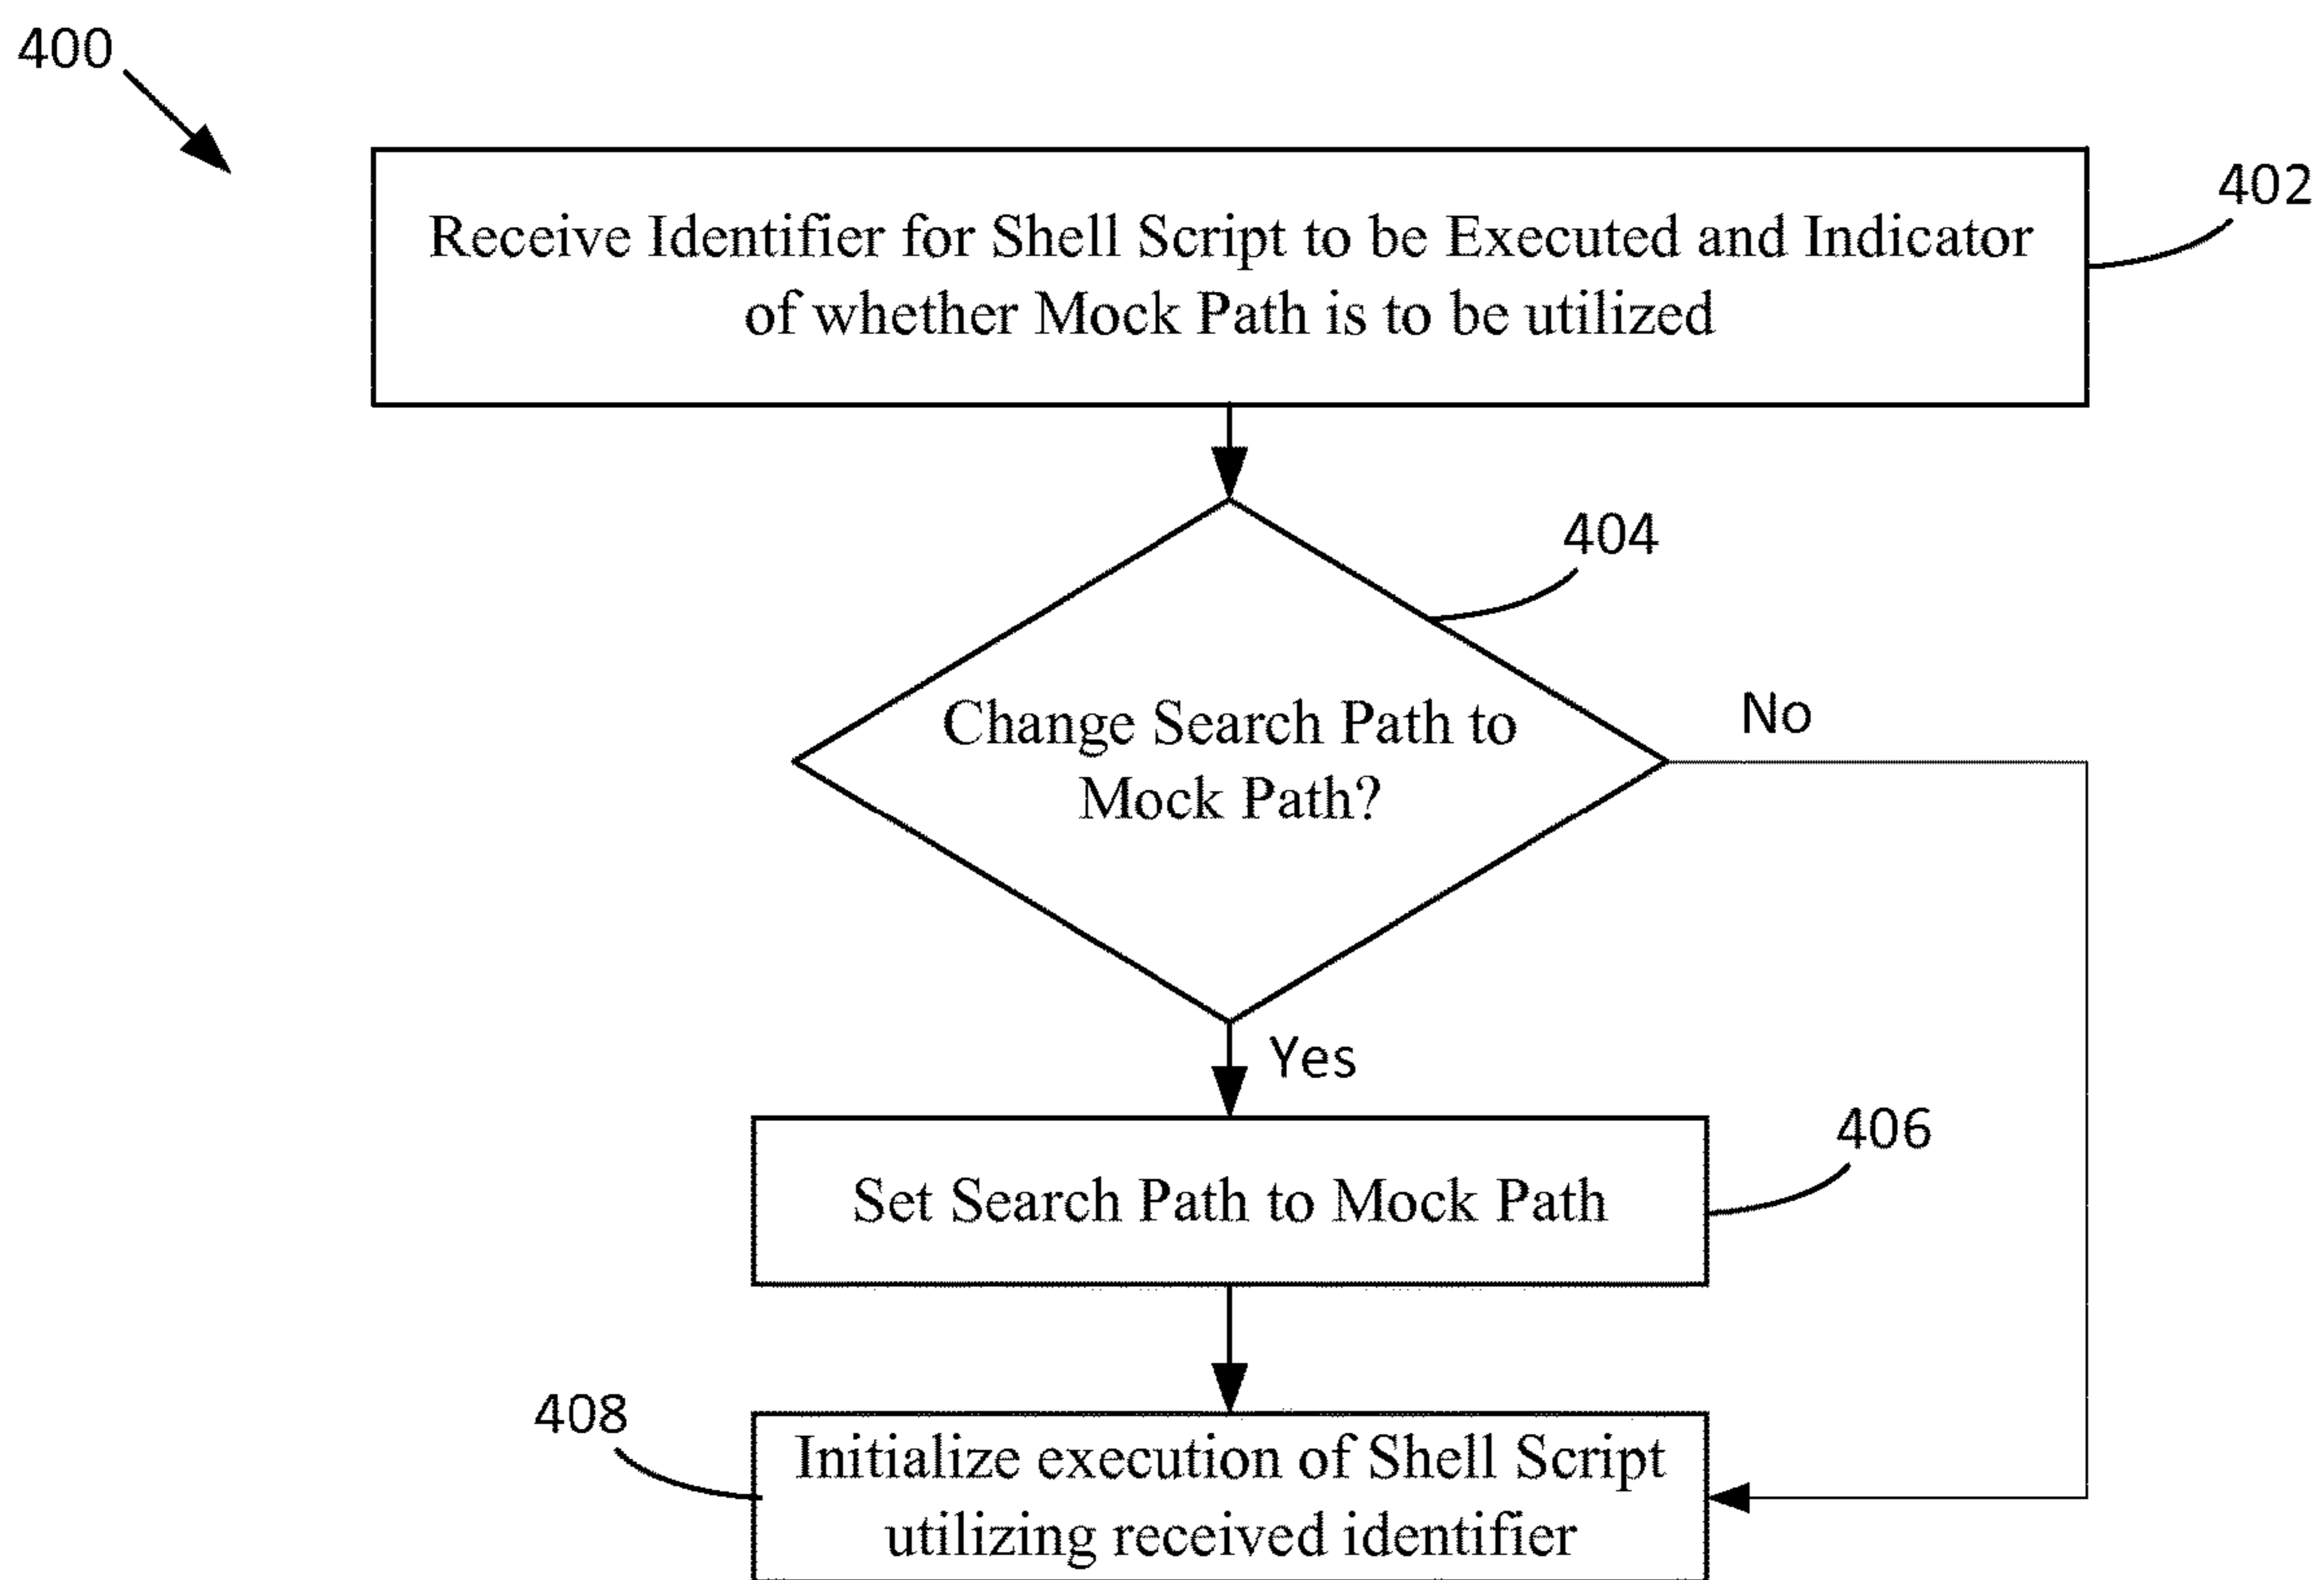 400
402
Receive Identifier for Shell Script to be Executed and Indicator
of whether Mock Path is to be utilized
404
Change Search Path to
Mock Path?
No
Yes
406
Set Search Path to Mock Path
408
Initialize execution of Shell Script
utilizing received identifier